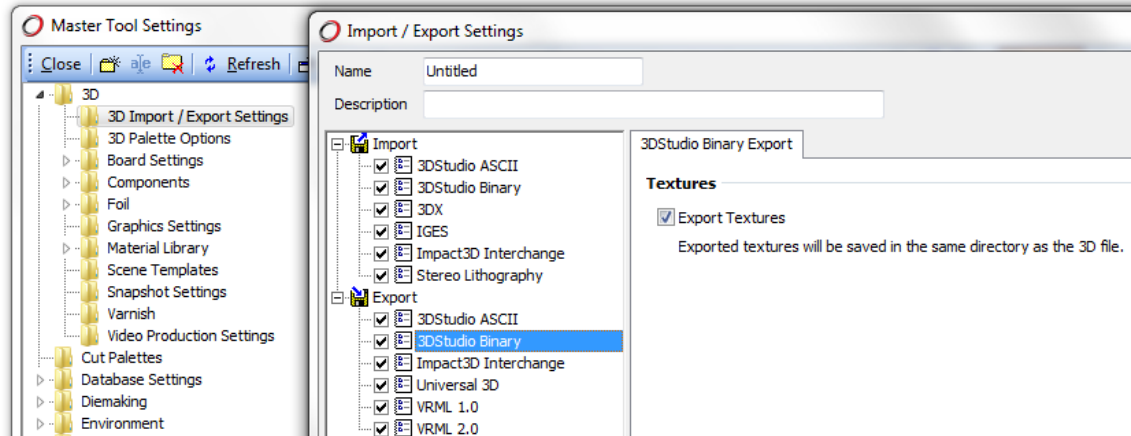 Master Tool Settings
Close
Refresh
3D
3D Import / Export Settings
3D Palette Options
Board Settings
Components
Foil
Graphics Settings
Material Library
Scene Templates
Snapshot Settings
Varnish
Video Production Settings
Cut Palettes
Database Settings
Diemaking
Environment
Import / Export Settings
Name
Untitled
Description
Import
3DStudio ASCII
3DStudio Binary
3DX
IGES
Impact3D Interchange
Stereo Lithography
Export
3DStudio ASCII
3DStudio Binary
Impact3D Interchange
Universal 3D
VRML 1.0
VRML 2.0
3DStudio Binary Export
Textures
Export Textures
Exported textures will be saved in the same directory as the 3D file.